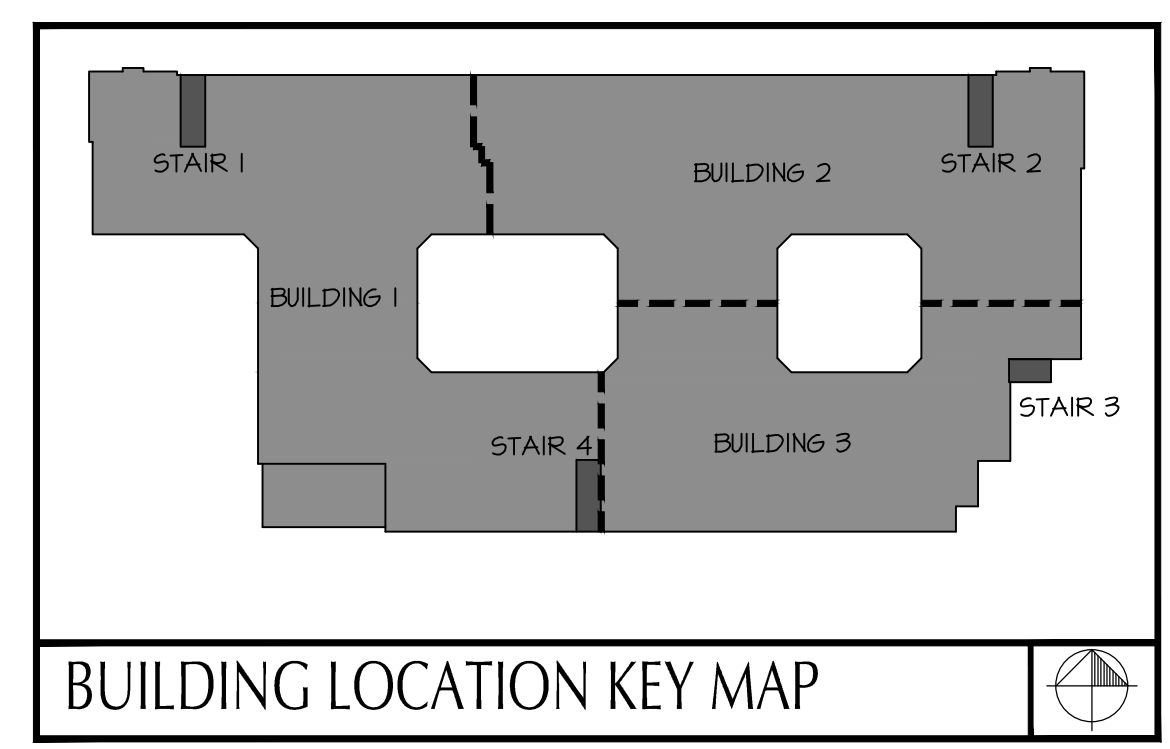 STAIR 1
STAIR 2
BUILDING 2
BUILDING 1
STAIR 3
STAIR 4
BUILDING 3
BUILDING LOCATION KEY MAP